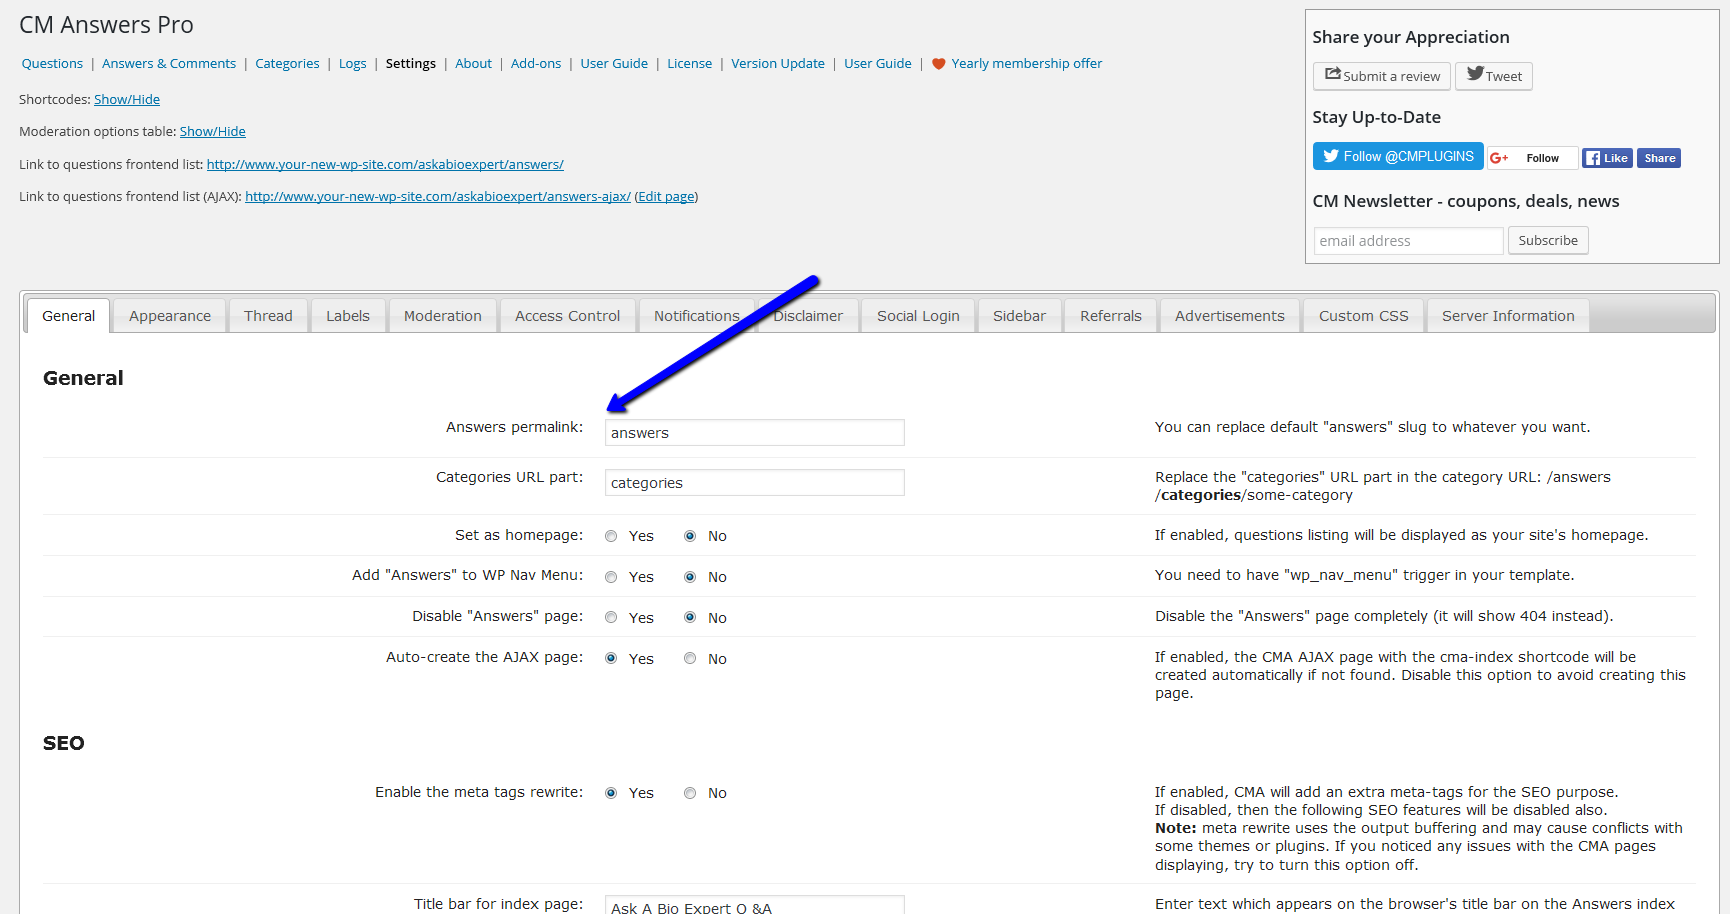 CM Answers Pro
Questions | Answers & Comments | Categories | Logs | Settings | About | Add-ons | User Guide | License | Version Update | User Guide | Yearly membership offer
Shortcodes: Show/Hide
Moderation options table: Show/Hide
Link to questions frontend list: http://www.your-new-wp-site.com/askabioexpert/answers/
Link to questions frontend list (AJAX): http://www.your-new-wp-site.com/askabioexpert/answers-ajax/ (Edit page)
Share your Appreciation
Submit a review Tweet
Stay Up-to-Date
Follow @CMPLUGINS G+ Follow Like Share
CM Newsletter - coupons, deals, news
email address Subscribe
General Appearance Thread Labels Moderation Access Control Notifications Disclaimer Social Login Sidebar Referrals Advertisements Custom CSS Server Information
General
Answers permalink: answers You can replace default "answers" slug to whatever you want.
Categories URL part: categories Replace the "categories" URL part in the category URL: /answers
/categories/some-category
Set as homepage: Yes No If enabled, questions listing will be displayed as your site's homepage.
Add "Answers" to WP Nav Menu: Yes No You need to have "wp_nav_menu" trigger in your template.
Disable "Answers" page: Yes No Disable the "Answers" page completely (it will show 404 instead).
Auto-create the AJAX page: Yes No If enabled, the CMA AJAX page with the cma-index shortcode will be
created automatically if not found. Disable this option to avoid creating this
page.
SEO
Enable the meta tags rewrite: Yes No If enabled, CMA will add an extra meta-tags for the SEO purpose.
If disabled, then the following SEO features will be disabled also.
Note: meta rewrite uses the output buffering and may cause conflicts with
some themes or plugins. If you noticed any issues with the CMA pages
displaying, try to turn this option off.
Title bar for index page: Ask A Bio Expert Q &A Enter text which appears on the browser's title bar on the Answers index